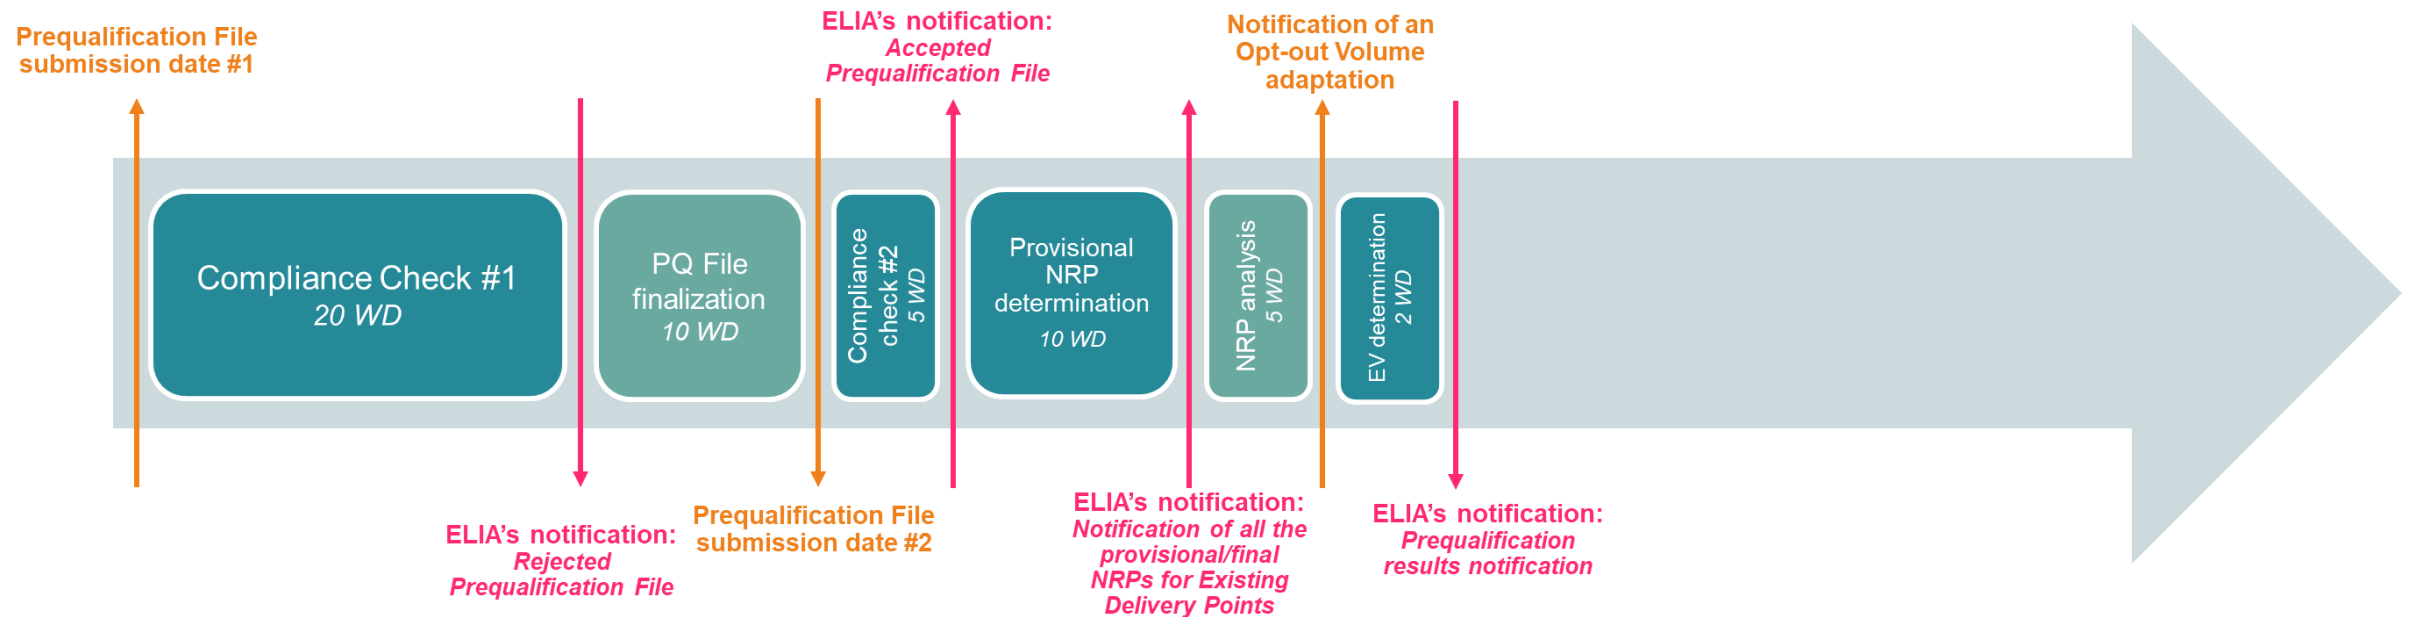 Prequalification File
submission date #1
ELIA’s notification:
Accepted
Prequalification File
Notification of an
Opt-out Volume
adaptation
Compliance Check #1
20 WD
PQ File
finalization
10 WD
Compliance
check #2
5 WD
Provisional
NRP
determination
10 WD
NRP analysis
5 WD
EV determination
2 WD
ELIA’s notification:
Rejected
Prequalification File
Prequalification File
submission date #2
ELIA’s notification:
Notification of all the
provisional/final
NRPs for Existing
Delivery Points
ELIA’s notification:
Prequalification
results notification